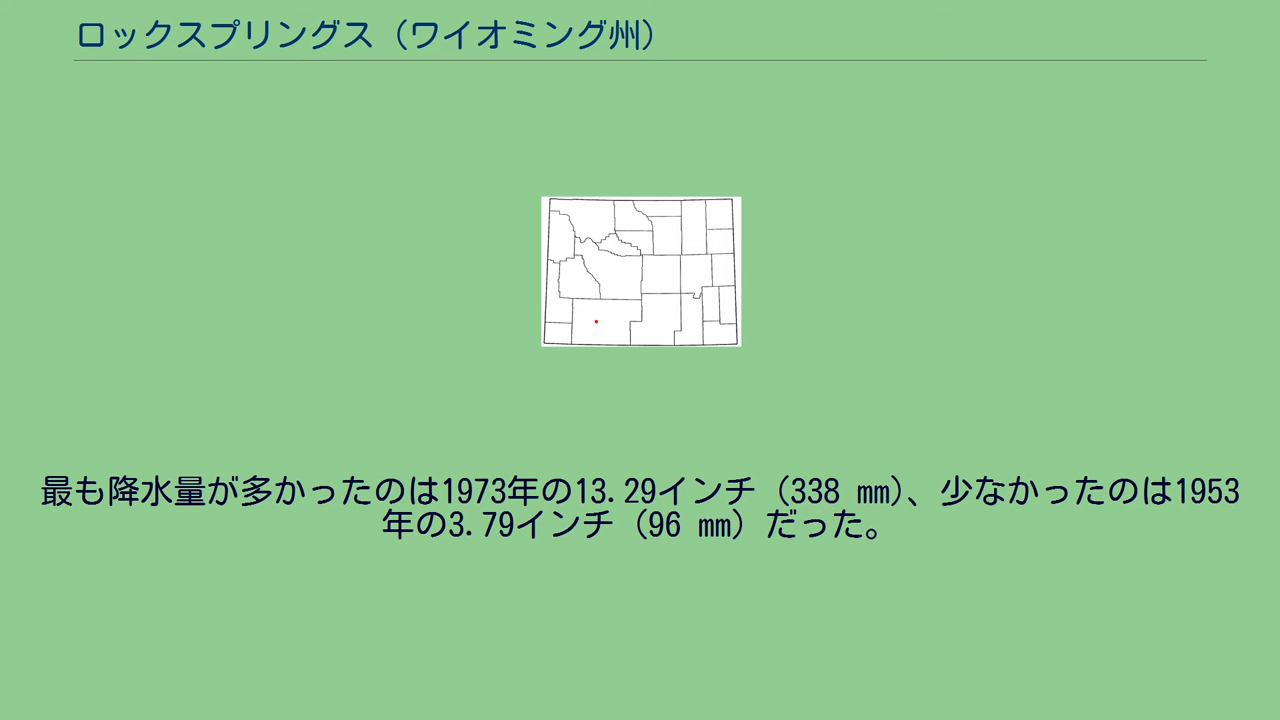 ロックスプリングス（ワイオミング州）
最も降水量が多かったのは1973年の13.29インチ（338 mm）、少なかったのは1953
年の3.79インチ（96 mm）だった。